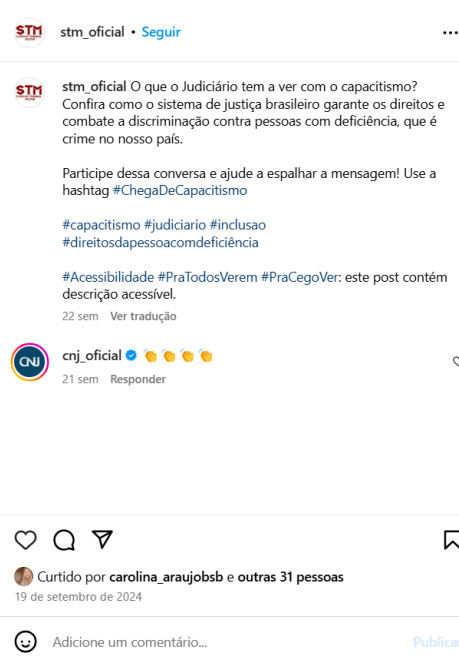 STM
stm_oficial • Seguir
STM
stm_oficial O que o Judiciário tem a ver com o capacitismo?
Confira como o sistema de justiça brasileiro garante os direitos e
combate a discriminação contra pessoas com deficiência, que é
crime no nosso país.
Participe dessa conversa e ajude a espalhar a mensagem! Use a
hashtag #ChegaDeCapacitismo
#capacitismo #judiciario #inclusao
#direitosdapessoacomdeficiência
#Acessibilidade #PraTodosVerem #PraCegoVer: este post contém
descrição acessível.
22 sem Ver tradução
CNJ
cnj_oficial 👏 👏 👏 👏
21 sem Responder
Curtido por carolina_araujobsb e outras 31 pessoas
19 de setembro de 2024
Adicione um comentário...
Publicar